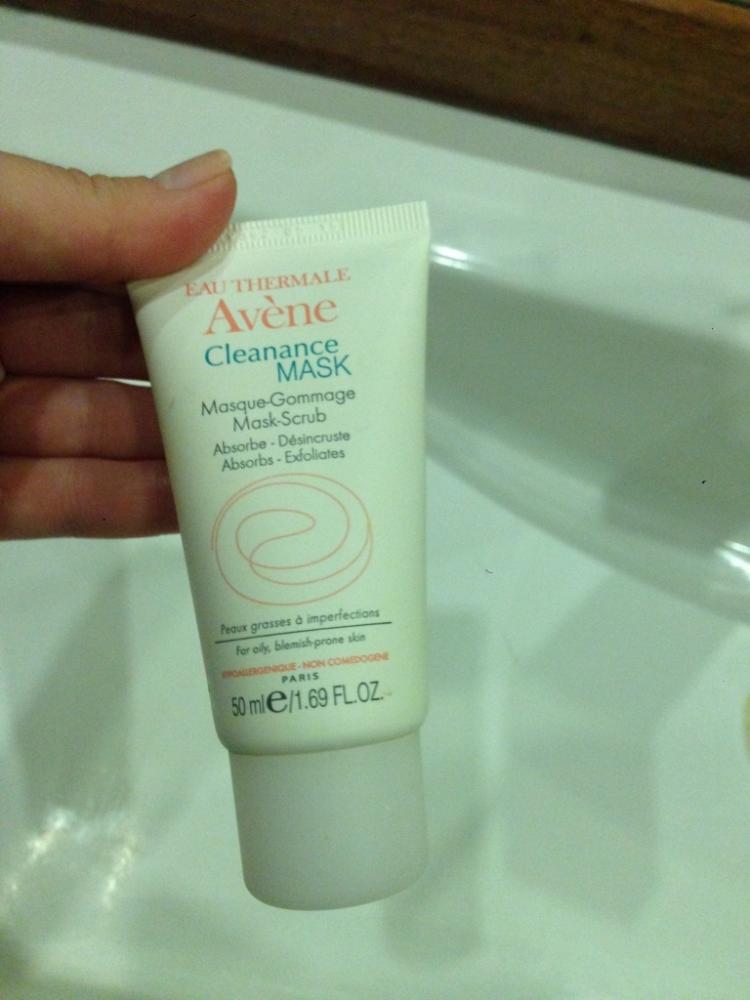 EAU THERMALE
Avène
Cleanance
MASK
Masque-Gommage
Mask-Scrub
Absorbe - Désincruste
Absorbs - Exfoliates
Peaux grasses à imperfections
For oily, blemish-prone skin
HYPOALLERGENIQUE - NON COMEDOGENE
PARIS
50 ml e/1.69 FL.OZ.